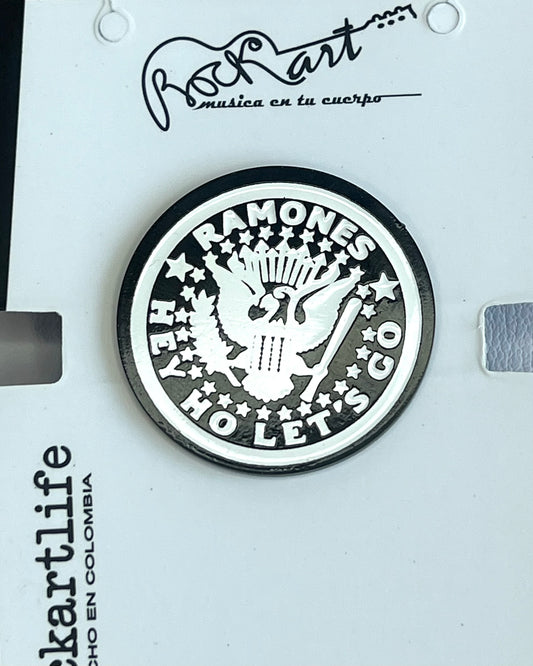 Rockart
musica en tu cuerpo
RAMONES
HEY HO LET'S GO
ckartlife
CHO EN COLOMBIA